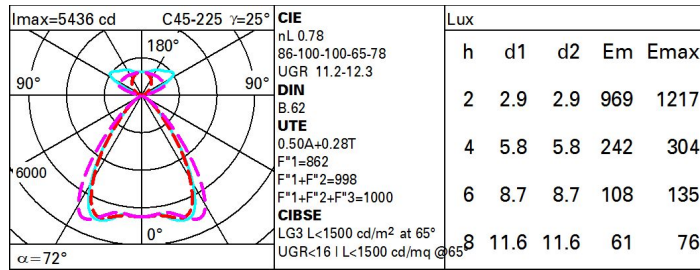 Imax=5436 cd C45-225 γ=25°
180°
90° 90°
6000
0°
α=72°
CIE
nL 0.78
86-100-100-65-78
UGR 11.2-12.3
DIN
B.62
UTE
0.50A+0.28T
F"1=862
F"1+F"2=998
F"1+F"2+F"3=1000
CIBSE
LG3 L<1500 cd/m² at 65°
UGR<16 | L<1500 cd/mq @65°
Lux
h d1 d2 Em Emax
2 2.9 2.9 969 1217
4 5.8 5.8 242 304
6 8.7 8.7 108 135
8 11.6 11.6 61 76